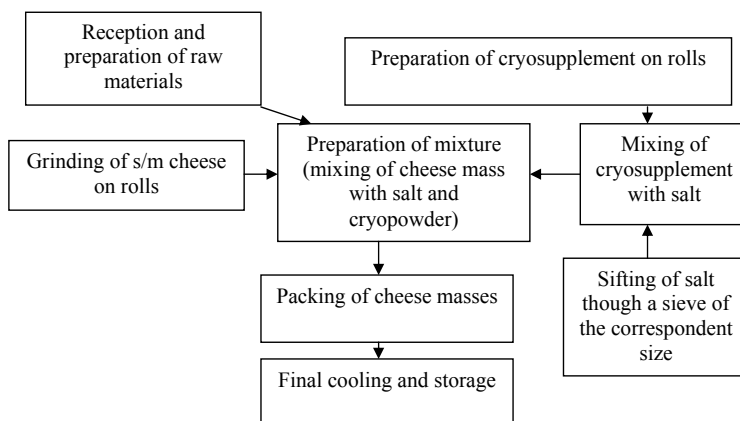 Reception and
preparation of raw
materials
Preparation of cryosupplement on rolls
Grinding of s/m cheese
on rolls
Preparation of mixture
(mixing of cheese mass
with salt and
cryopowder)
Mixing of
cryosupplement
with salt
Packing of cheese masses
Sifting of salt
though a sieve of
the correspondent
size
Final cooling and storage